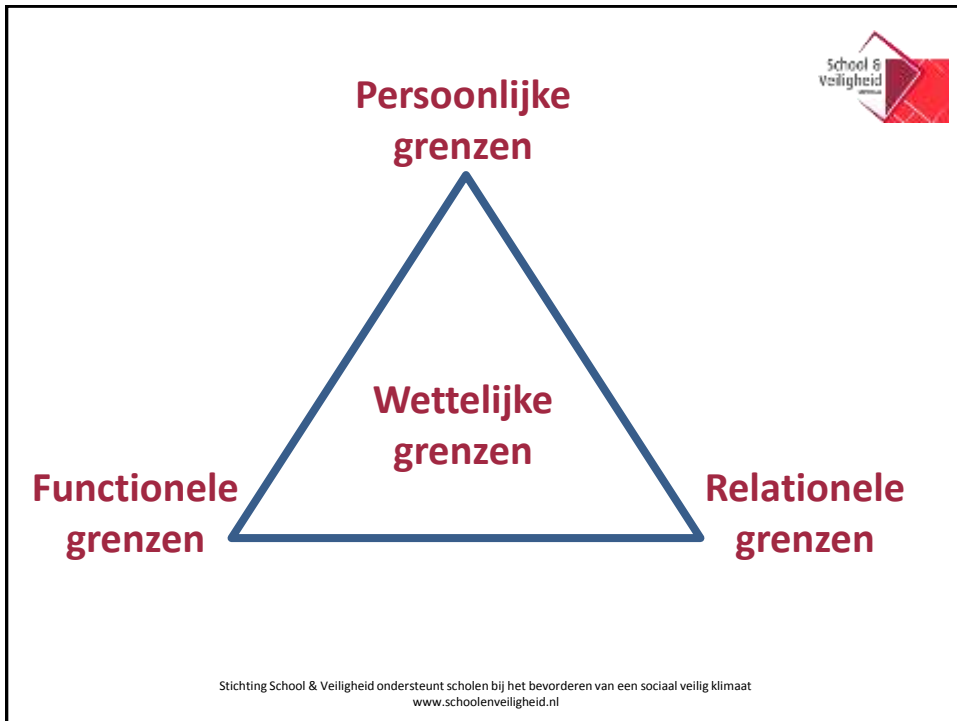 School &
Veiligheid
Persoonlijke
grenzen
Wettelijke
grenzen
Functionele
grenzen
Relationele
grenzen
Stichting School & Veiligheid ondersteunt scholen bij het bevorderen van een sociaal veilig klimaat
www.schoolenveiligheid.nl